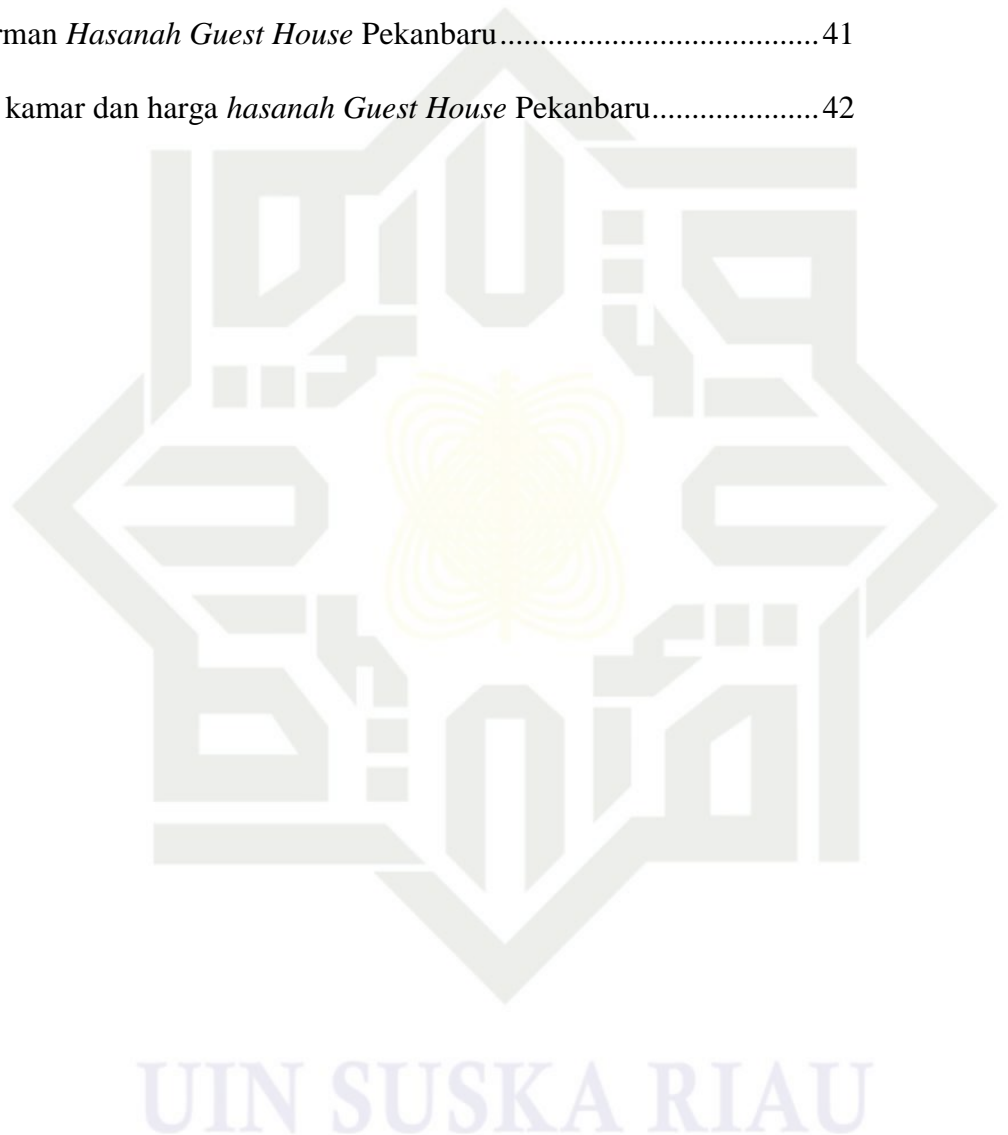 rman Hasanah Guest House Pekanbaru........................................ 41
kamar dan harga hasanah Guest House Pekanbaru..................... 42
UIN SUSKA RIAU